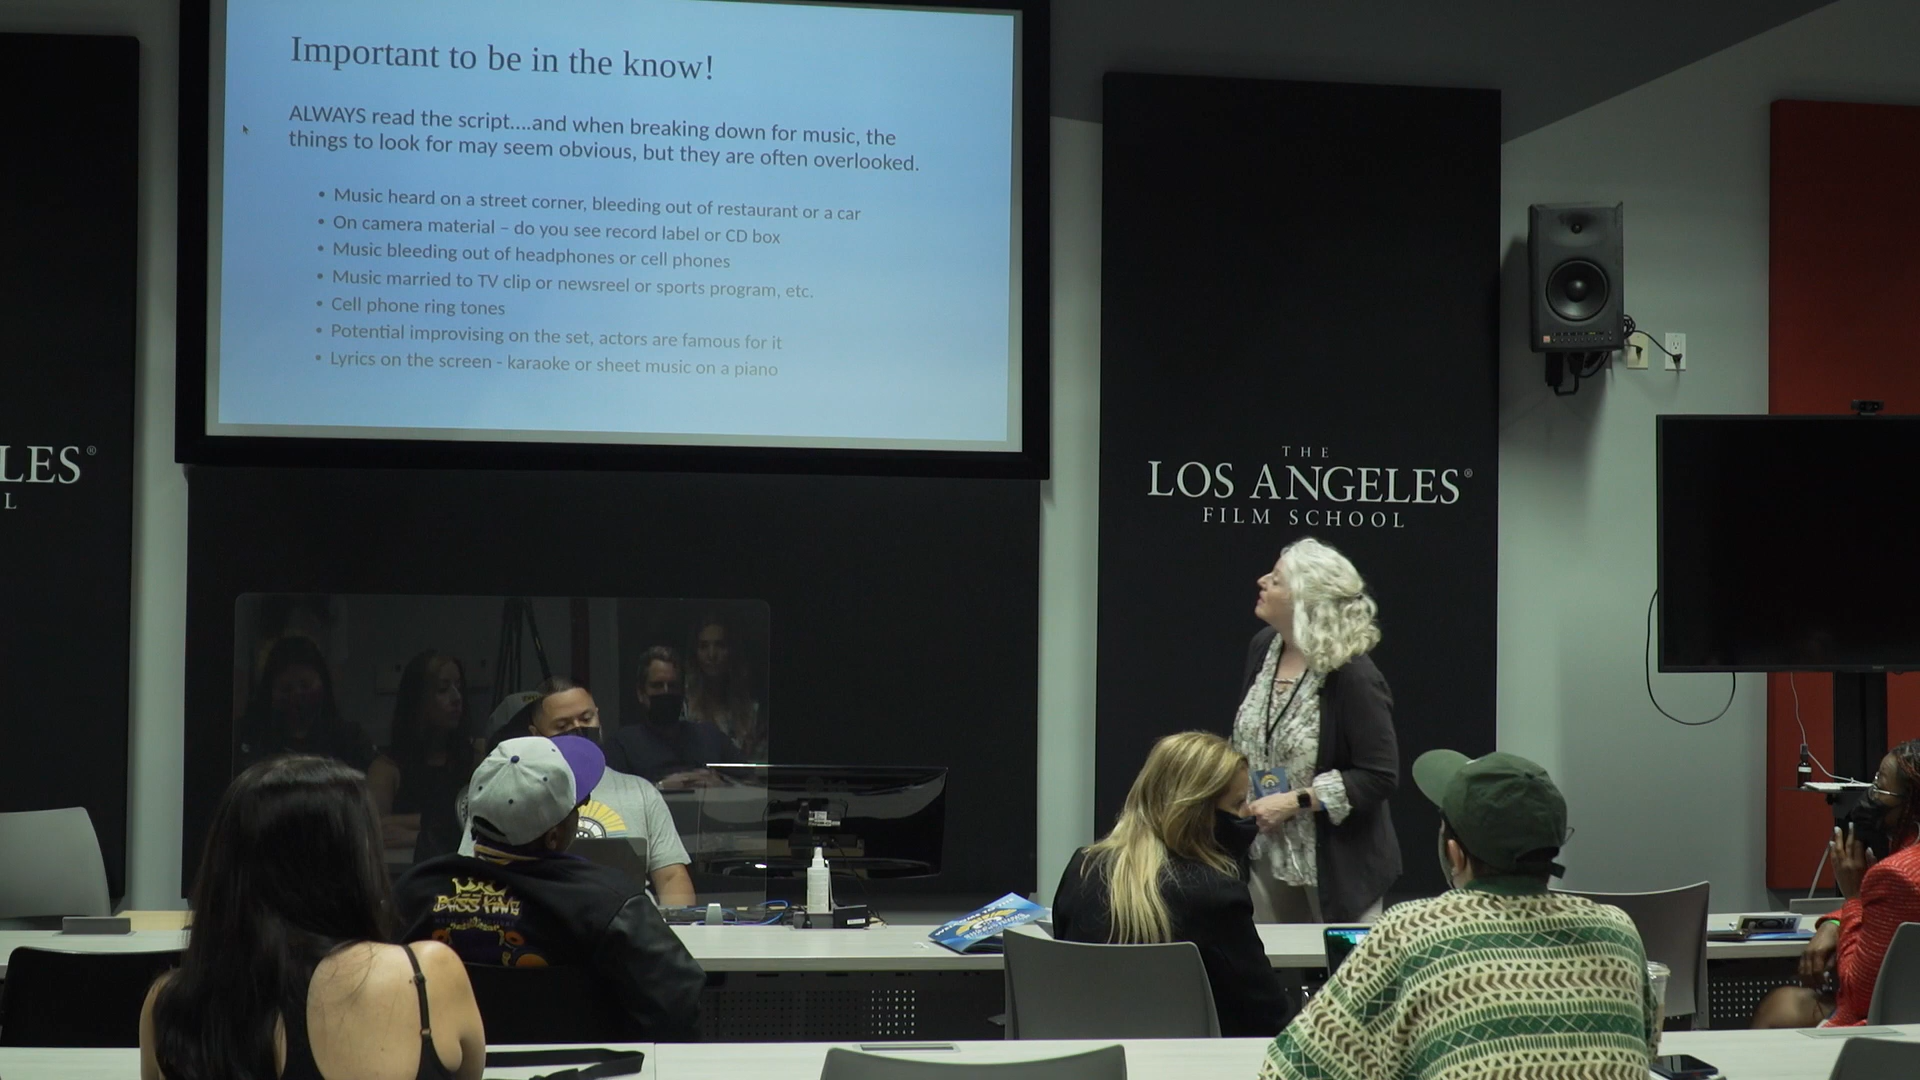 Important to be in the know!
ALWAYS read the script....and when breaking down for music, the
things to look for may seem obvious, but they are often overlooked.
• Music heard on a street corner, bleeding out of restaurant or a car
• On camera material – do you see record label or CD box
• Music bleeding out of headphones or cell phones
• Music married to TV clip or newsreel or sports program, etc.
• Cell phone ring tones
• Potential improvising on the set, actors are famous for it
• Lyrics on the screen - karaoke or sheet music on a piano
LES®
L
THE
LOS ANGELES®
FILM SCHOOL